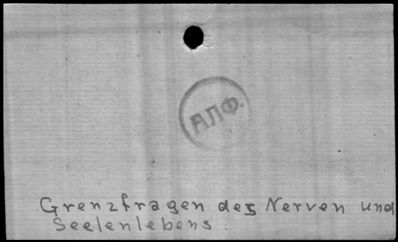 АЛФ.
Grenzfragen des Nerven und
Seelenlebens.